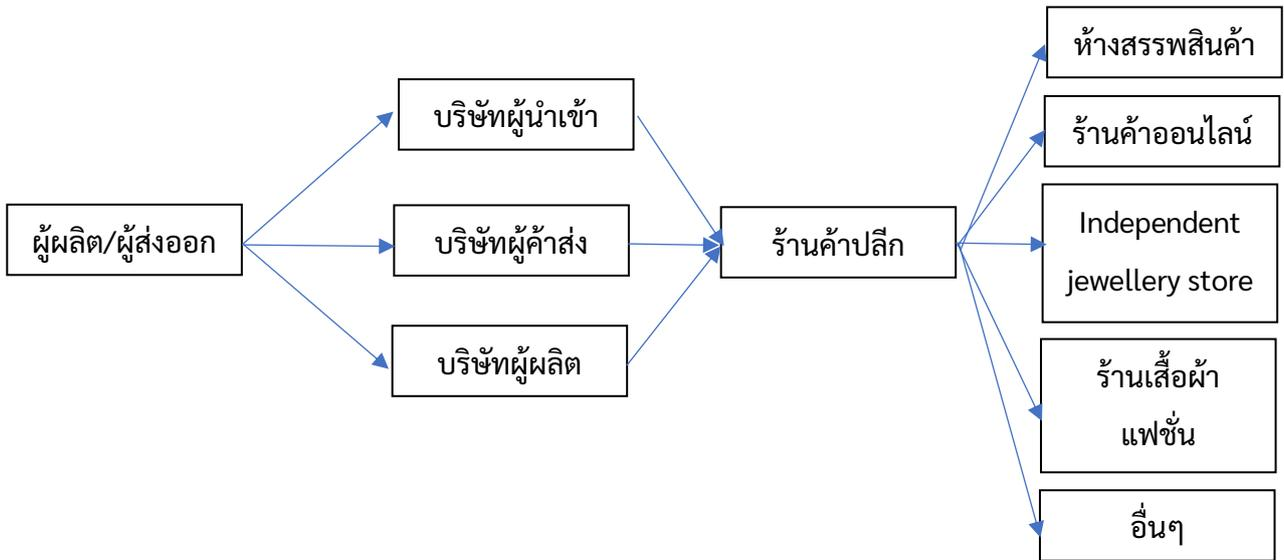 ผู้ผลิต/ผู้ส่งออก
บริษัทผู้นำเข้า
บริษัทผู้ค้าส่ง
บริษัทผู้ผลิต
ร้านค้าปลีก
ห้างสรรพสินค้า
ร้านค้าออนไลน์
Independent
jewellery store
ร้านเสื้อผ้า
แฟชั่น
อื่นๆ